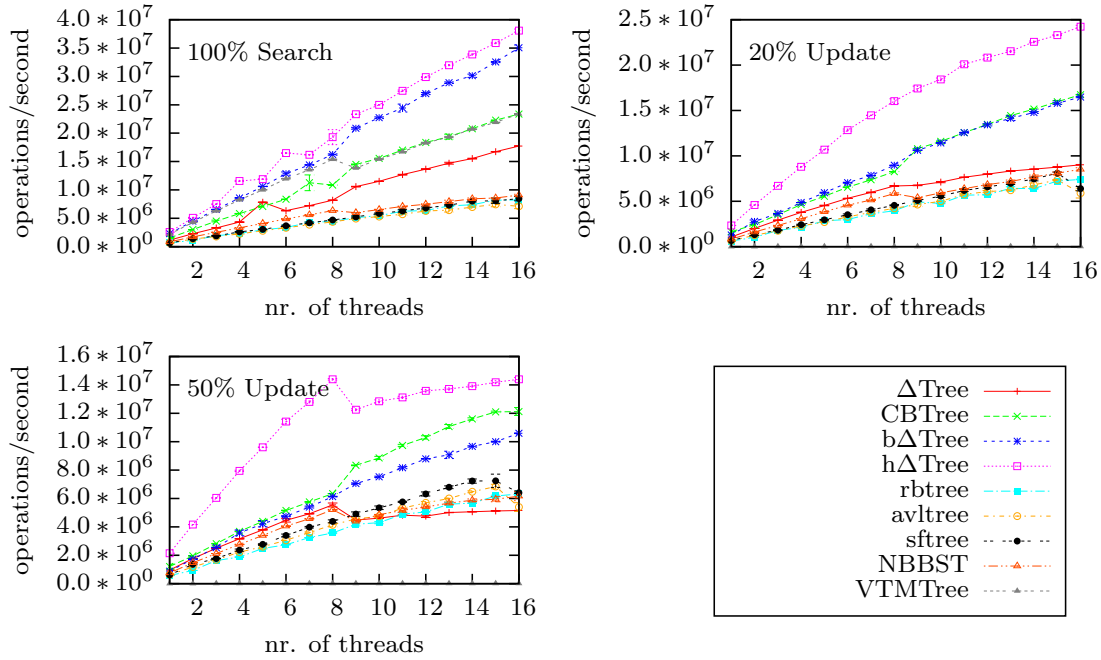 operations/second
4.0 * 10^7
3.5 * 10^7
3.0 * 10^7
2.5 * 10^7
2.0 * 10^7
1.5 * 10^7
1.0 * 10^7
5.0 * 10^6
0.0 * 10^0
100% Search
2 4 6 8 10 12 14 16
nr. of threads
operations/second
2.5 * 10^7
2.0 * 10^7
1.5 * 10^7
1.0 * 10^7
5.0 * 10^6
0.0 * 10^0
20% Update
2 4 6 8 10 12 14 16
nr. of threads
operations/second
1.6 * 10^7
1.4 * 10^7
1.2 * 10^7
1.0 * 10^7
8.0 * 10^6
6.0 * 10^6
4.0 * 10^6
2.0 * 10^6
0.0 * 10^0
50% Update
2 4 6 8 10 12 14 16
nr. of threads
ΔTree
CBTree
bΔTree
hΔTree
rbtree
avltree
sftree
NBBST
VTMTree